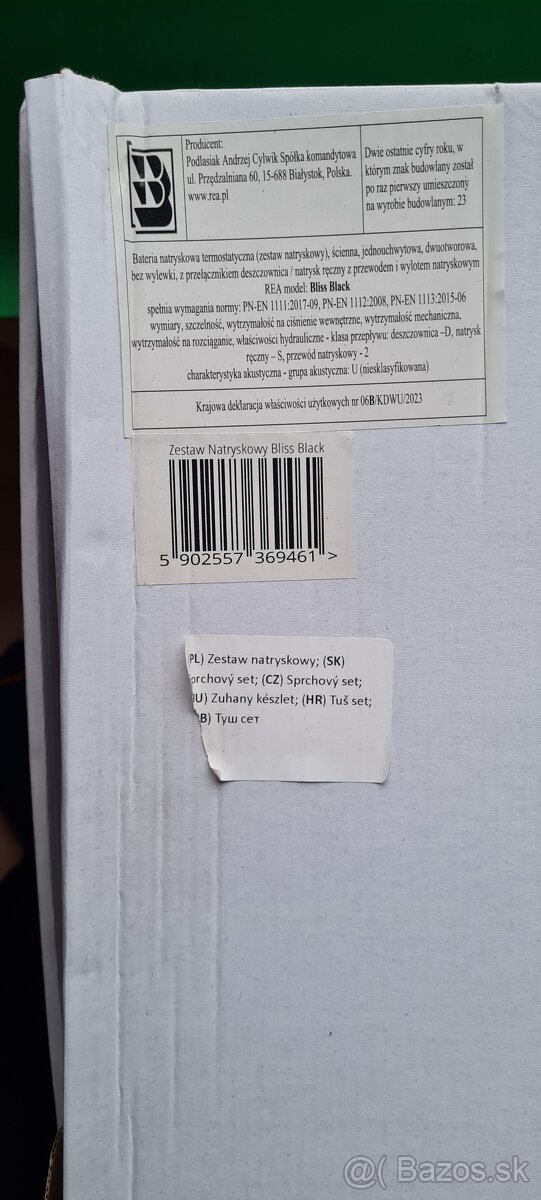 Producent:
Podlasiak Andrzej Cylwik Spółka komandytowa
ul. Przędzalniana 60, 15-688 Białystok, Polska.
www.rea.pl
Dwie ostatnie cyfry roku, w
którym znak budowlany został
po raz pierwszy umieszczony
na wyrobie budowlanym: 23
Bateria natryskowa termostatyczna (zestaw natryskowy), ścienna, jednouchwytowa, dwuotworowa,
bez wylewki, z przełącznikiem deszczownica / natrysk ręczny z przewodem i wylotem natryskowym
REA model: Bliss Black
spełnia wymagania normy: PN-EN 1111:2017-09, PN-EN 1112:2008, PN-EN 1113:2015-06
wymiary, szczelność, wytrzymałość na ciśnienie wewnętrzne, wytrzymałość mechaniczna,
wytrzymałość na rozciąganie, właściwości hydrauliczne - klasa przepływu: deszczownica –D, natrysk
ręczny – S, przewód natryskowy - 2
charakterystyka akustyczna - grupa akustyczna: U (niesklasyfikowana)
Krajowa deklaracja właściwości użytkowych nr 06B/KDWU/2023
Zestaw Natryskowy Bliss Black
5 902557 369461 >
PL) Zestaw natryskowy; (SK)
prchový set; (CZ) Sprchový set;
U) Zuhany készlet; (HR) Tuš set;
B) Туш сет
@( Bazos.sk